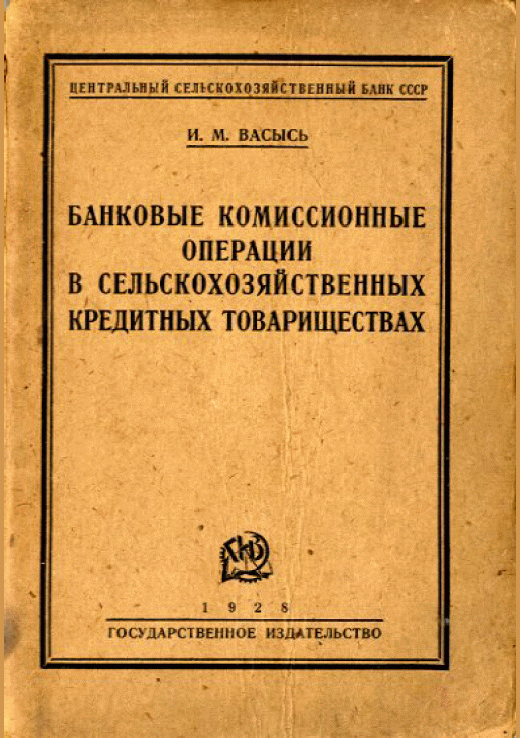 ЦЕНТРАЛЬНЫЙ СЕЛЬСКОХОЗЯЙСТВЕННЫЙ БАНК СССР
И. М. ВАСЫСЬ
БАНКОВЫЕ КОМИССИОННЫЕ
ОПЕРАЦИИ
В СЕЛЬСКОХОЗЯЙСТВЕННЫХ
КРЕДИТНЫХ ТОВАРИЩЕСТВАХ
1928
ГОСУДАРСТВЕННОЕ ИЗДАТЕЛЬСТВО